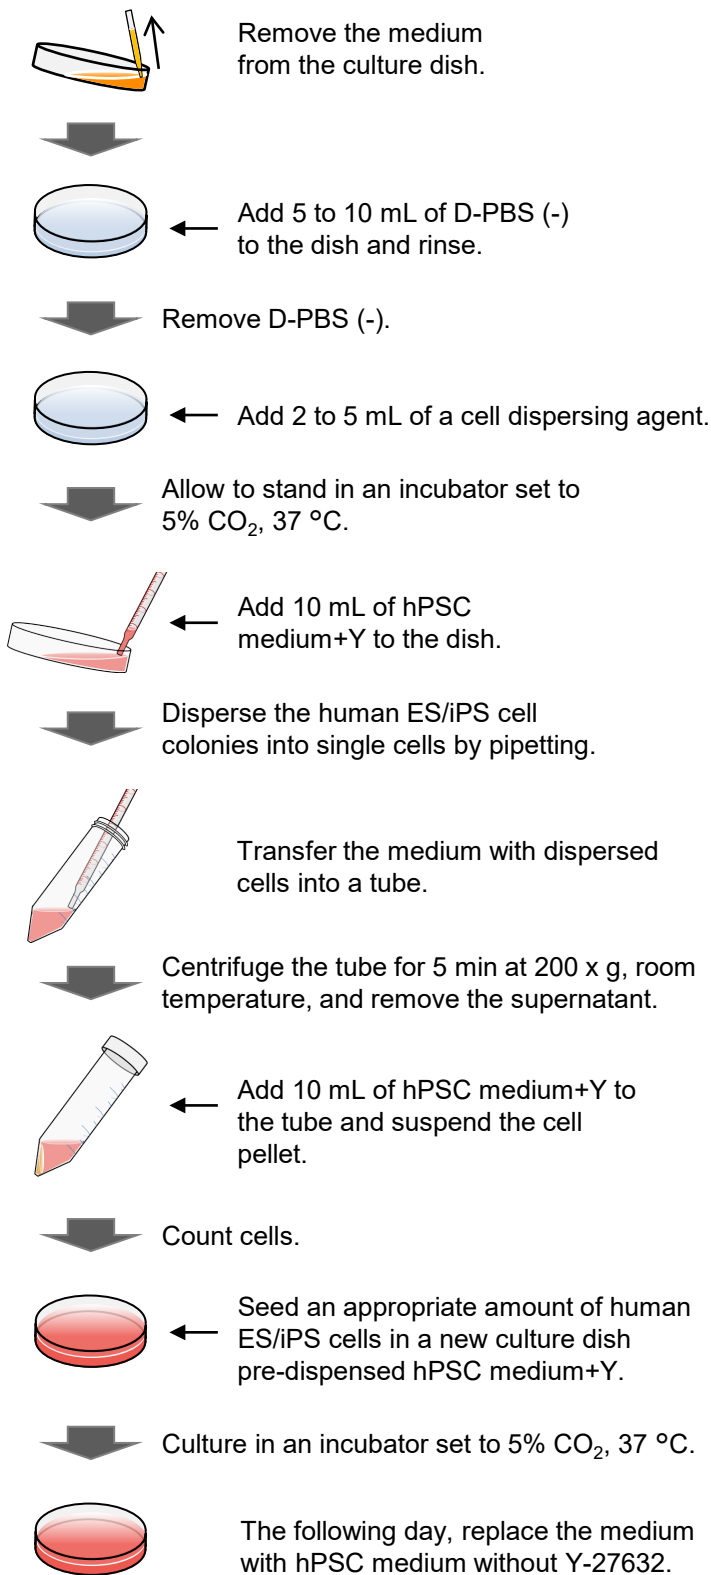 Remove the medium
from the culture dish.
Add 5 to 10 mL of D-PBS (-)
to the dish and rinse.
Remove D-PBS (-).
Add 2 to 5 mL of a cell dispersing agent.
Allow to stand in an incubator set to
5% CO₂, 37 °C.
Add 10 mL of hPSC
medium+Y to the dish.
Disperse the human ES/iPS cell
colonies into single cells by pipetting.
Transfer the medium with dispersed
cells into a tube.
Centrifuge the tube for 5 min at 200 x g, room
temperature, and remove the supernatant.
Add 10 mL of hPSC medium+Y to
the tube and suspend the cell
pellet.
Count cells.
Seed an appropriate amount of human
ES/iPS cells in a new culture dish
pre-dispensed hPSC medium+Y.
Culture in an incubator set to 5% CO₂, 37 °C.
The following day, replace the medium
with hPSC medium without Y-27632.